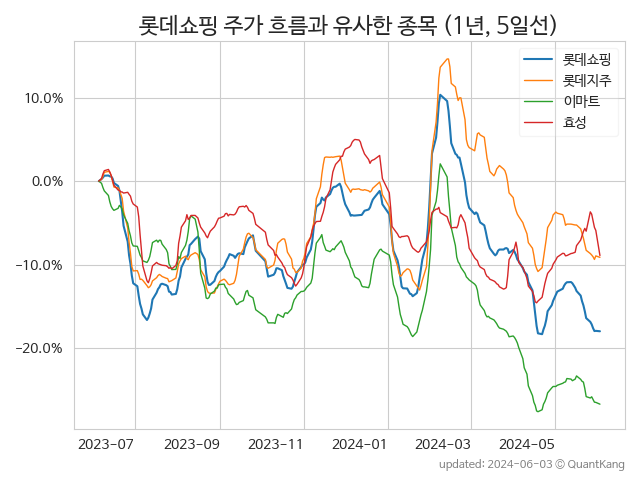 롯데쇼핑 주가 흐름과 유사한 종목 (1년, 5일선)
롯데쇼핑
롯데지주
이마트
효성
10.0%
0.0%
−10.0%
−20.0%
2023-07 2023-09 2023-11 2024-01 2024-03 2024-05
updated: 2024-06-03 © QuantKang